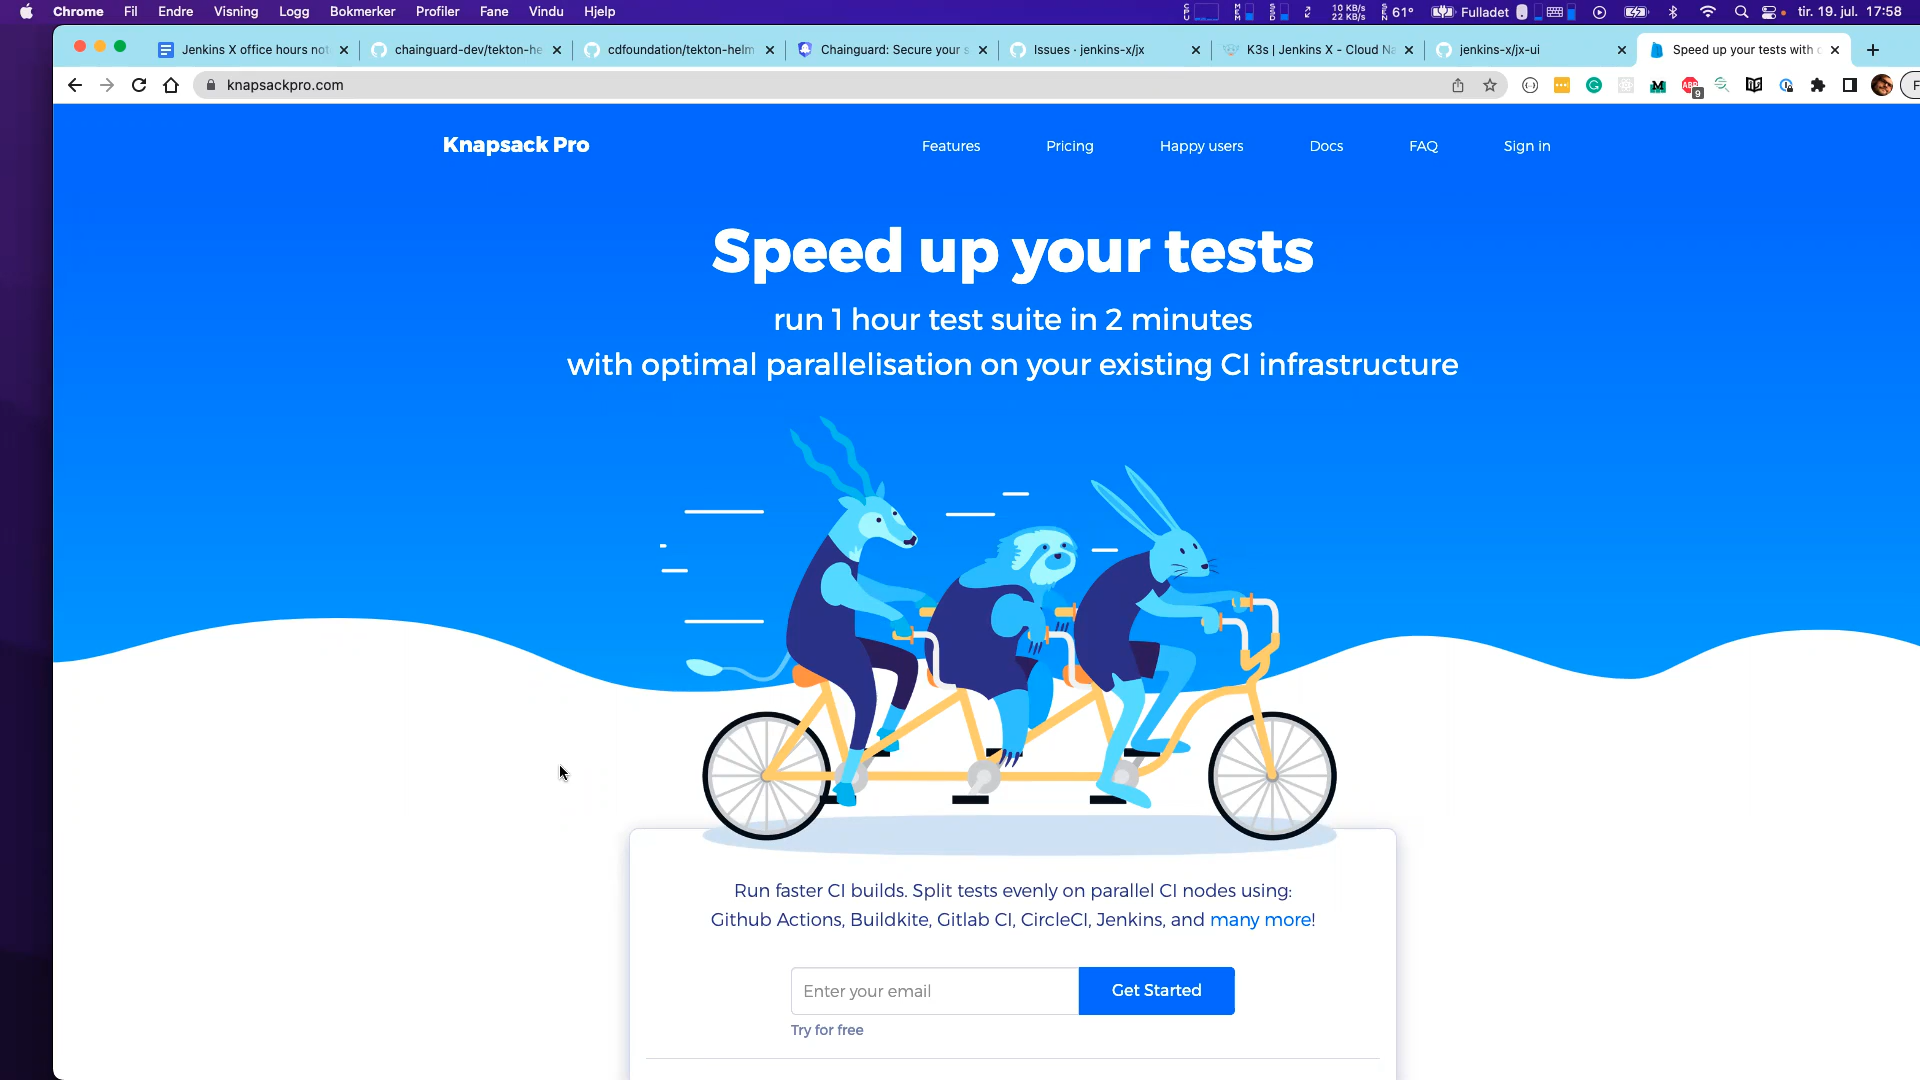 Chrome Fil Endre Visning Logg Bokmerker Profiler Fane Vindu Hjelp 10 KB/s 22 KB/s 61° Fulladet tir. 19. jul. 17:58
Jenkins X office hours not chainguard-dev/tekton-he cdfoundation/tekton-helm Chainguard: Secure your s Issues · jenkins-x/jx K3s | Jenkins X - Cloud Na jenkins-x/jx-ui Speed up your tests with
knapsackpro.com
Knapsack Pro Features Pricing Happy users Docs FAQ Sign in
Speed up your tests
run 1 hour test suite in 2 minutes
with optimal parallelisation on your existing CI infrastructure
Run faster CI builds. Split tests evenly on parallel CI nodes using:
Github Actions, Buildkite, Gitlab CI, CircleCI, Jenkins, and many more!
Enter your email Get Started
Try for free